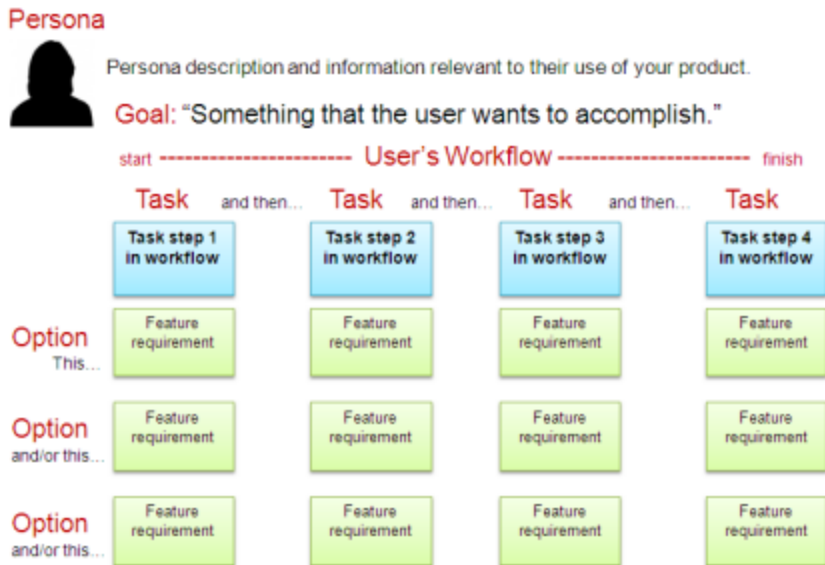 Persona
Persona description and information relevant to their use of your product.
Goal: “Something that the user wants to accomplish.”
start ----------------------- User's Workflow ----------------------- finish
Task and then... Task and then... Task and then... Task
Task step 1 Task step 2 Task step 3 Task step 4
in workflow in workflow in workflow in workflow
Feature Feature Feature Feature
Option requirement requirement requirement requirement
This...
Feature Feature Feature Feature
Option requirement requirement requirement requirement
and/or this...
Feature Feature Feature Feature
Option requirement requirement requirement requirement
and/or this...